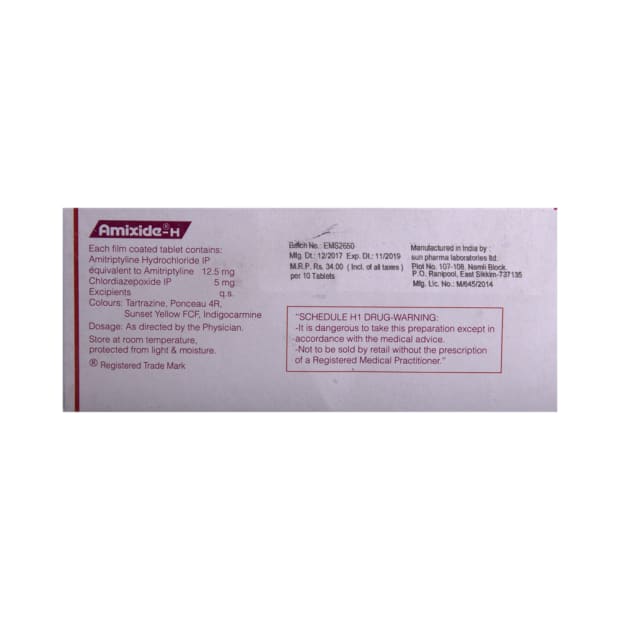 Amixide®-H
Each film coated tablet contains:
Amitriptyline Hydrochloride IP
equivalent to Amitriptyline 12.5 mg
Chlordiazepoxide IP 5 mg
Excipients q.s.
Colours: Tartrazine, Ponceau 4R,
Sunset Yellow FCF, Indigocarmine
Dosage: As directed by the Physician.
Store at room temperature,
protected from light & moisture.
® Registered Trade Mark
Batch No.: EMS2650
Mfg. Dt.: 12/2017 Exp. Dt.: 11/2019
M.R.P. Rs. 34.00 ( Incl. of all taxes )
per 10 Tablets
Manufactured in India by :
sun pharma laboratories ltd.
Plot No. 107-108, Namli Block,
P.O. Ranipool, East Sikkim-737135
Mfg. Lic. No.: M/645/2014
"SCHEDULE H1 DRUG-WARNING:
-It is dangerous to take this preparation except in
accordance with the medical advice.
-Not to be sold by retail without the prescription
of a Registered Medical Practitioner."